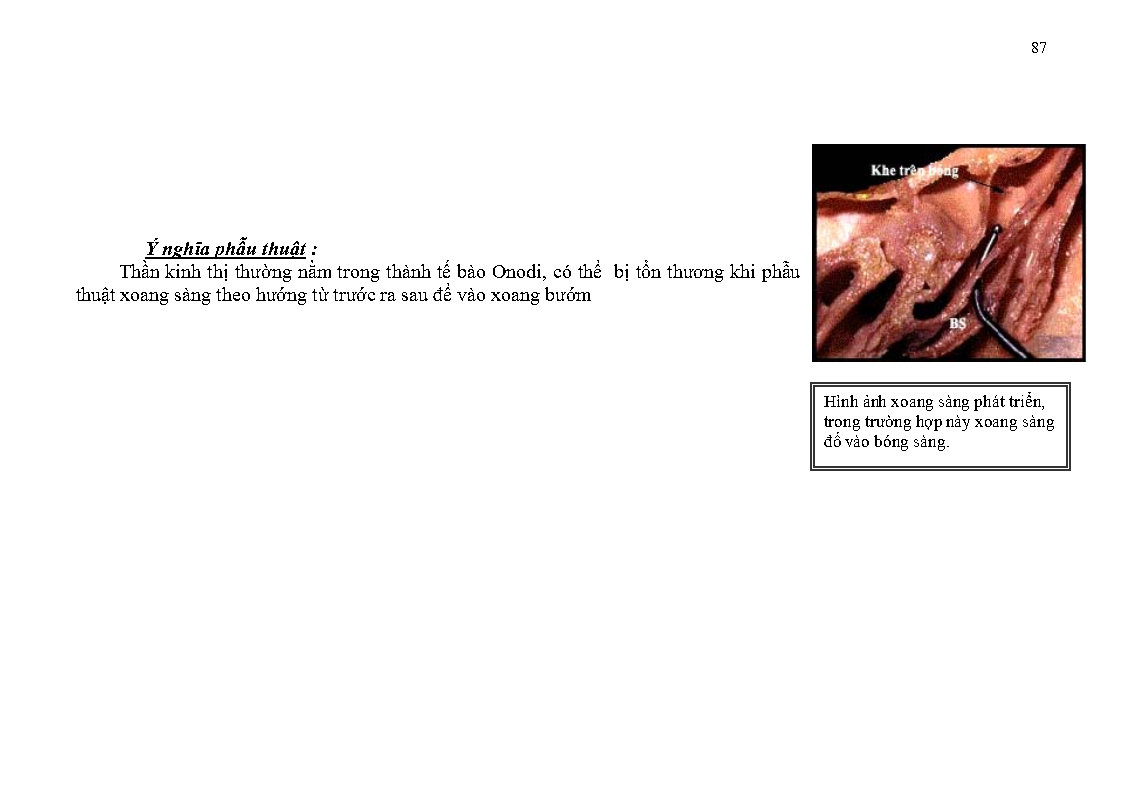 87
Khe trên bóng
Ý nghĩa phẫu thuật :
Thần kinh thị thường nằm trong thành tế bào Onodi, có thể bị tổn thương khi phẫu
thuật xoang sàng theo hướng từ trước ra sau để vào xoang bướm
BS
Hình ảnh xoang sàng phát triển,
trong trường hợp này xoang sàng
đổ vào bóng sàng.